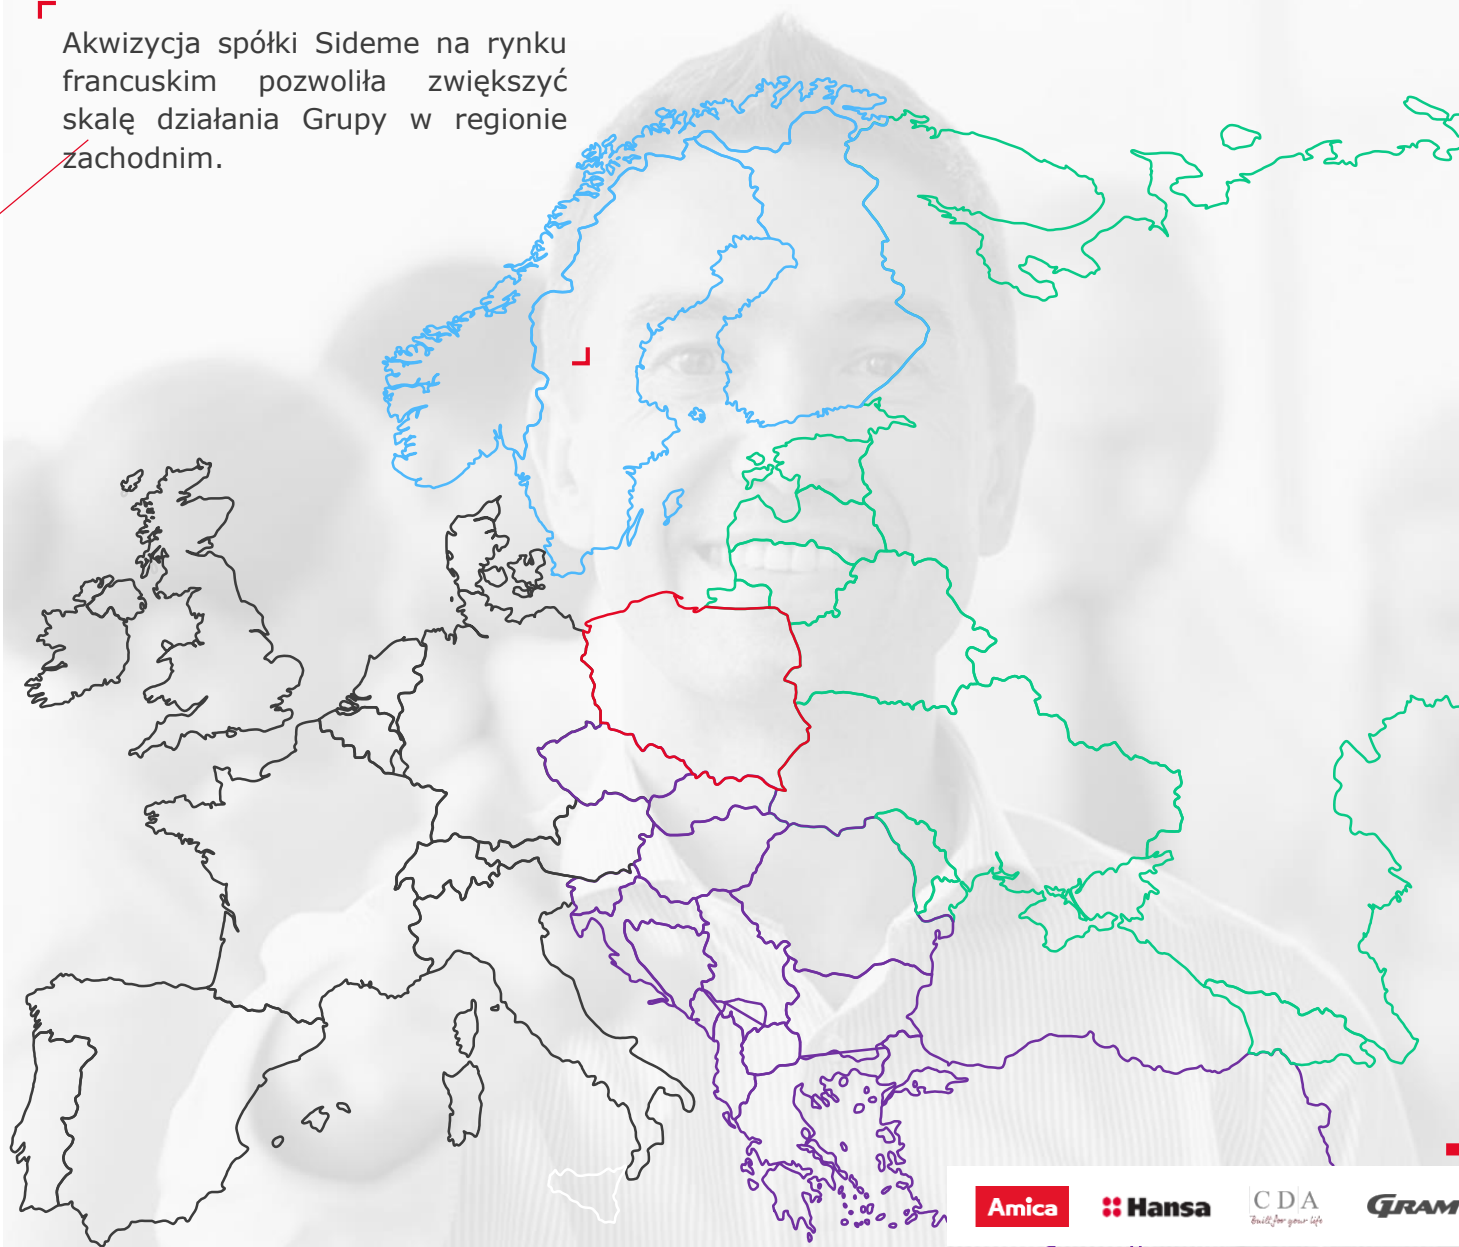 Akwizycja spółki Sideme na rynku
francuskim pozwoliła zwiększyć
skalę działania Grupy w regionie
zachodnim.
Amica
Hansa
CDA
Built for your life
GRAM